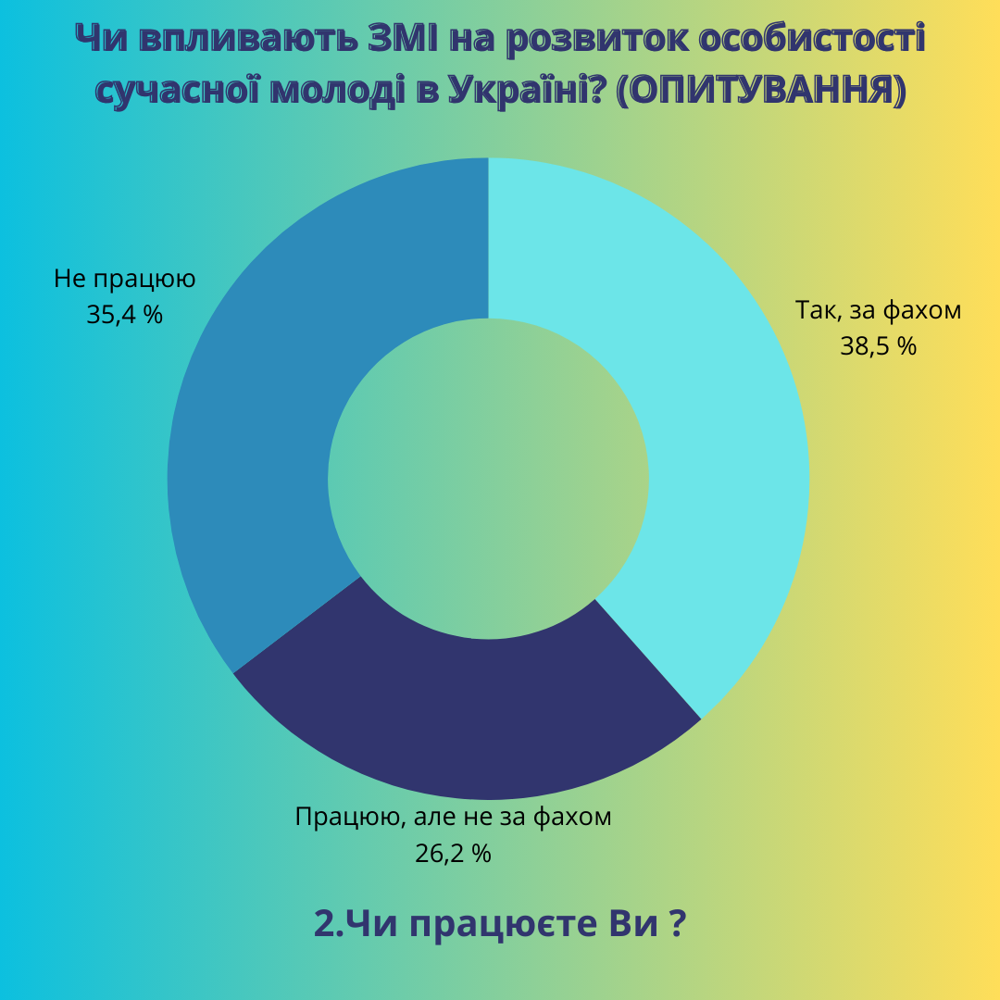 Чи впливають ЗМІ на розвиток особистості
сучасної молоді в Україні? (ОПИТУВАННЯ)
Не працюю
35,4 %
Так, за фахом
38,5 %
Працюю, але не за фахом
26,2 %
2.Чи працюєте Ви ?